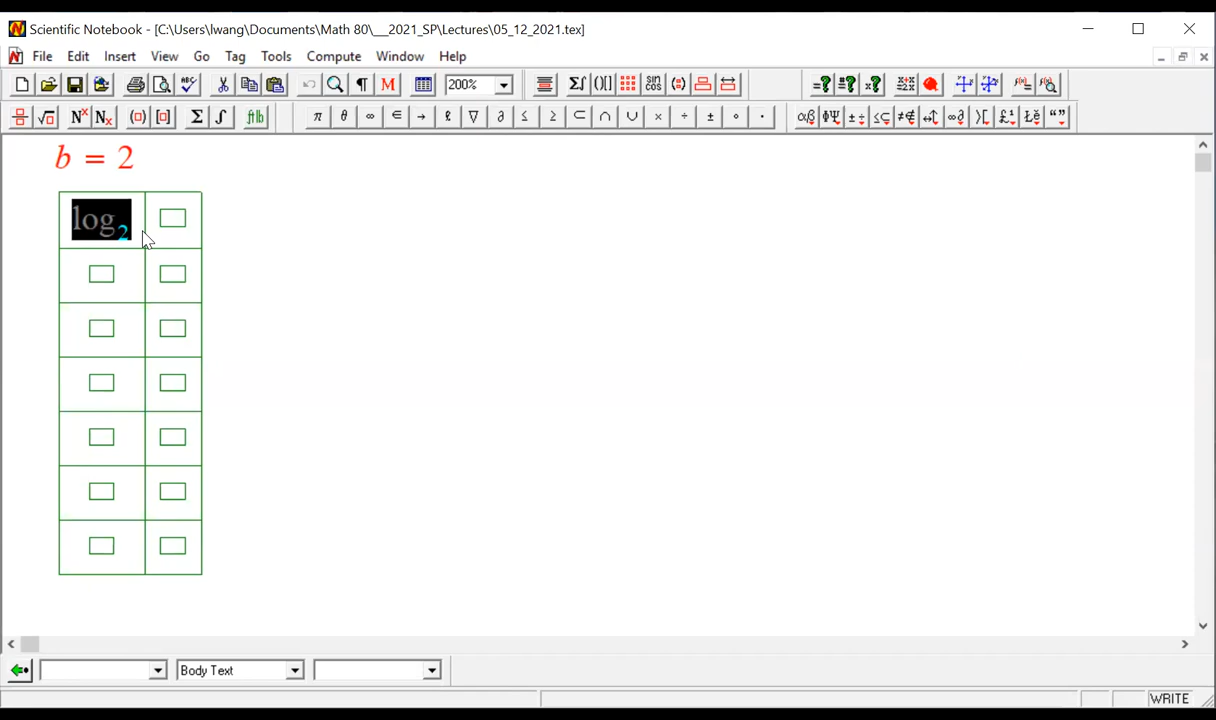 Scientific Notebook - [C:\Users\lwang\Documents\Math 80\__2021_SP\Lectures\05_12_2021.tex]
File Edit Insert View Go Tag Tools Compute Window Help
200%
b = 2
log₂
Body Text
WRITE